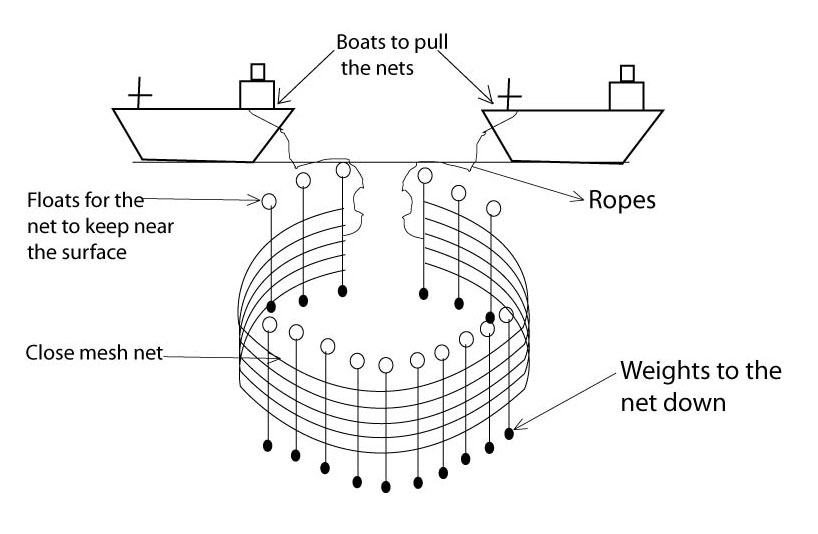 Boats to pull
the nets
Floats for the
net to keep near
the surface
Ropes
Close mesh net
Weights to the
net down